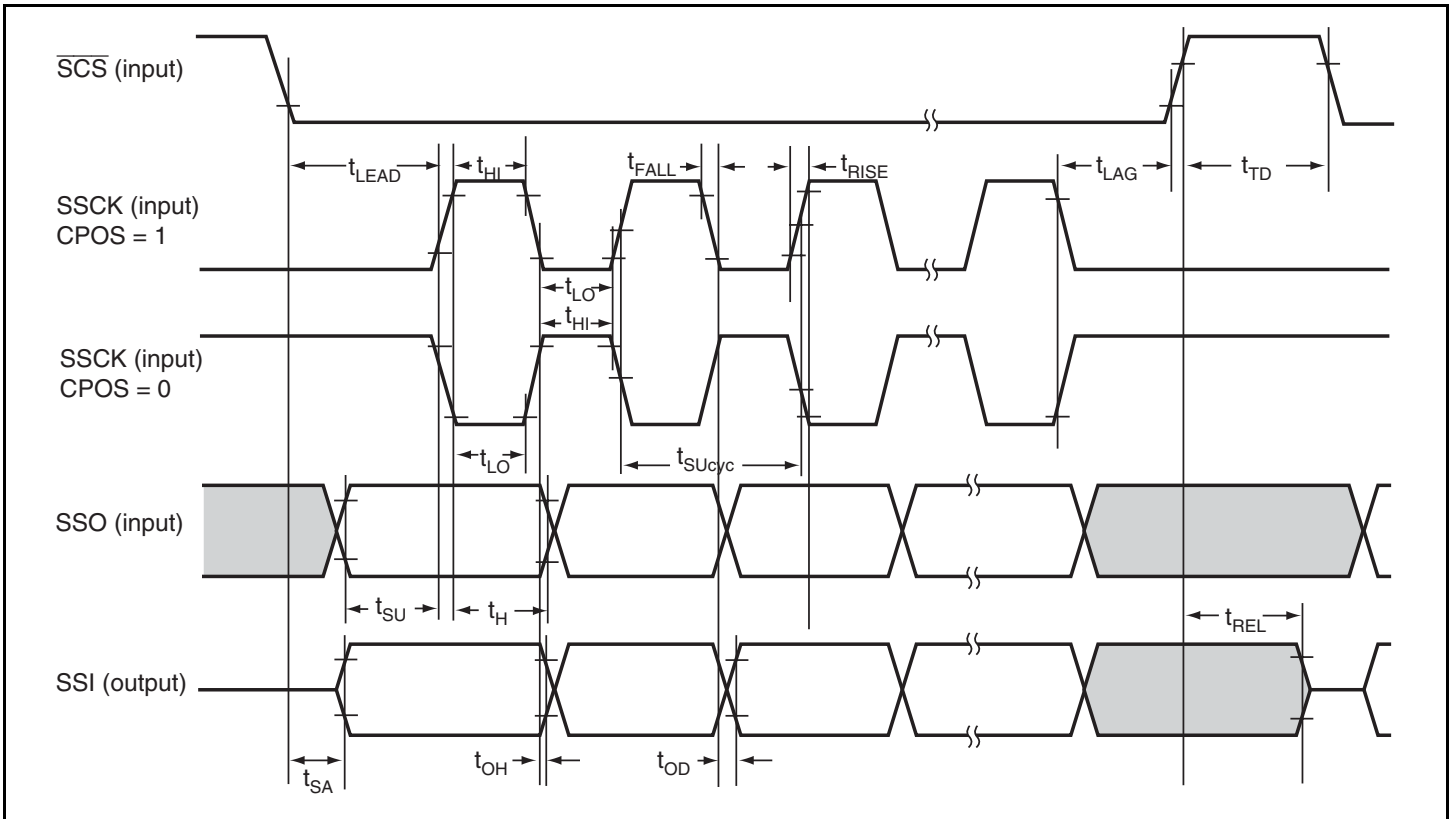 SCS (input)
tLEAD
tHI
tFALL
tRISE
tLAG
tTD
SSCK (input)
CPOS = 1
tLO
tHI
SSCK (input)
CPOS = 0
tLO
tSUcyc
SSO (input)
tSU
tH
tREL
SSI (output)
tSA
tOH
tOD